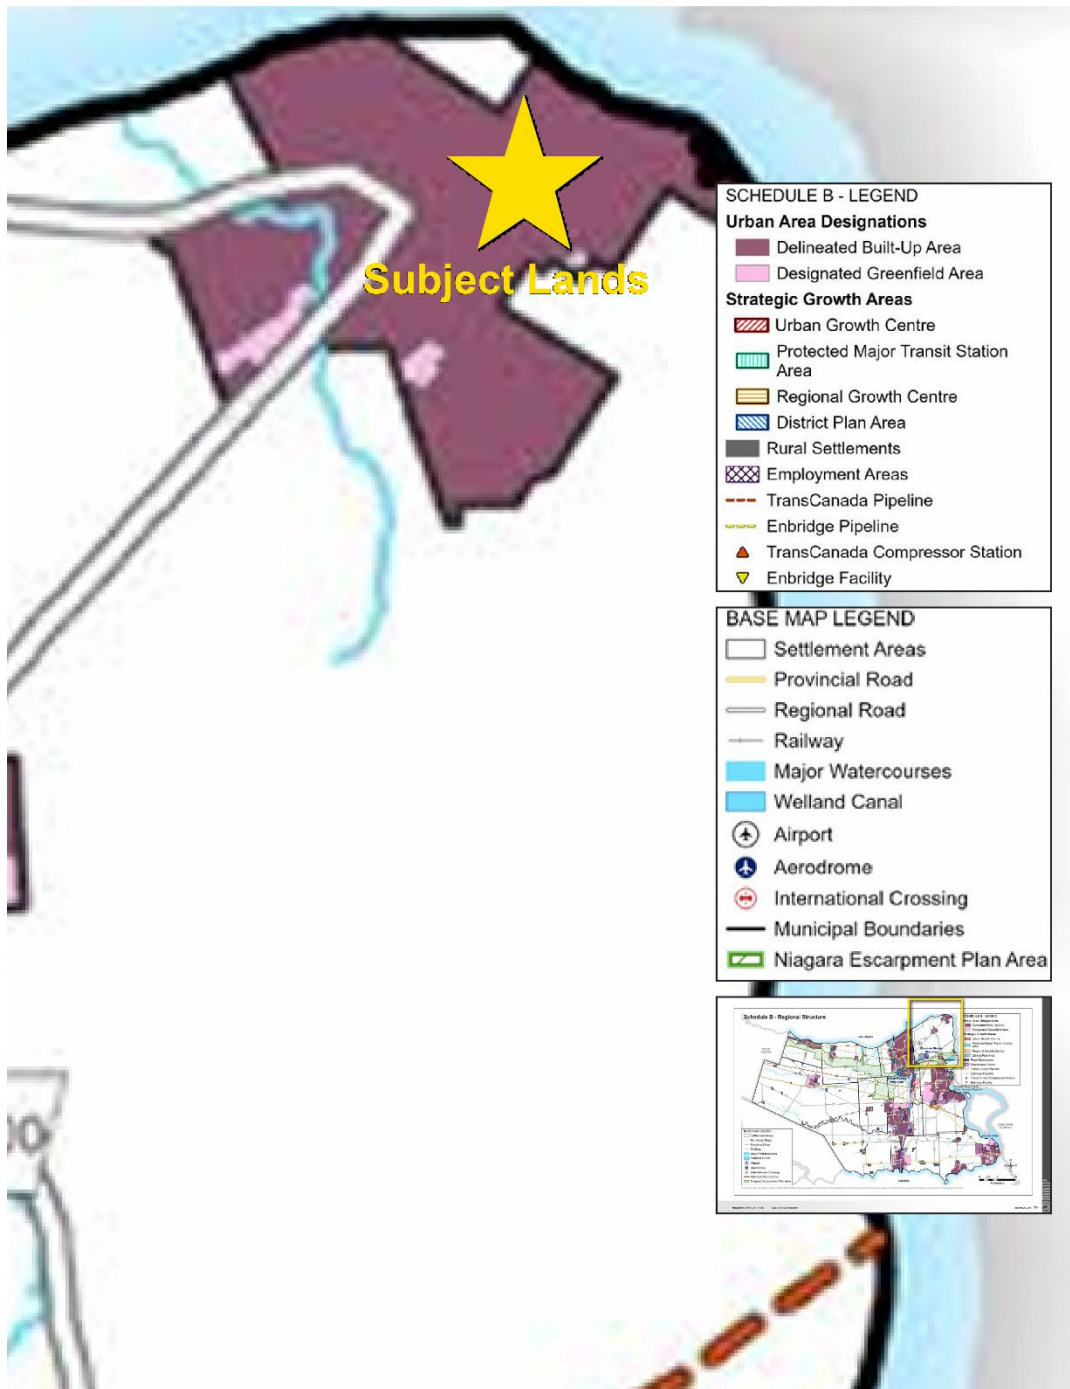 Subject Lands
SCHEDULE B - LEGEND
Urban Area Designations
Delineated Built-Up Area
Designated Greenfield Area
Strategic Growth Areas
Urban Growth Centre
Protected Major Transit Station
Area
Regional Growth Centre
District Plan Area
Rural Settlements
Employment Areas
TransCanada Pipeline
Enbridge Pipeline
TransCanada Compressor Station
Enbridge Facility
BASE MAP LEGEND
Settlement Areas
Provincial Road
Regional Road
Railway
Major Watercourses
Welland Canal
Airport
Aerodrome
International Crossing
Municipal Boundaries
Niagara Escarpment Plan Area
Schedule B - Regional Structure